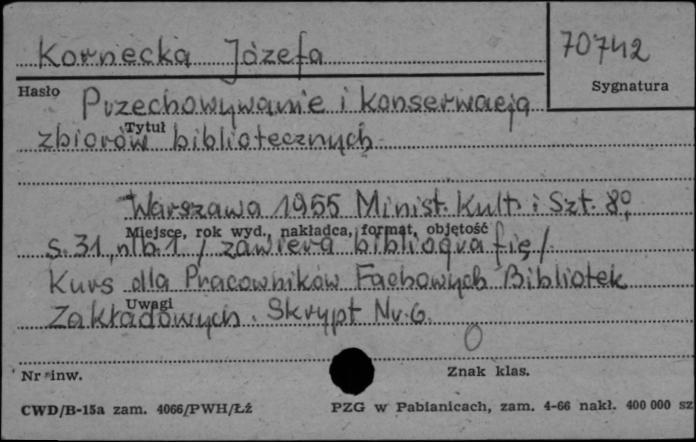 Kornecka Józefa
70742
Hasło
Sygnatura
Przechowywanie i konserwacja
Tytuł
zbiorów bibliotecznych
Warszawa 1955 Minist. Kult. i Szt. 8°,
Miejsce, rok wyd., nakładca, format, objętość
s. 31, nlb. 1. / zawiera bibliografię /
Kurs dla Pracowników Fachowych Bibliotek
Uwagi
Zakładowych. Skrypt Nr. 6.
0
Nr inw.
Znak klas.
CWD/B-15a zam. 4066/PWH/Łź
PZG w Pabianicach, zam. 4-66 nakł. 400 000 sz